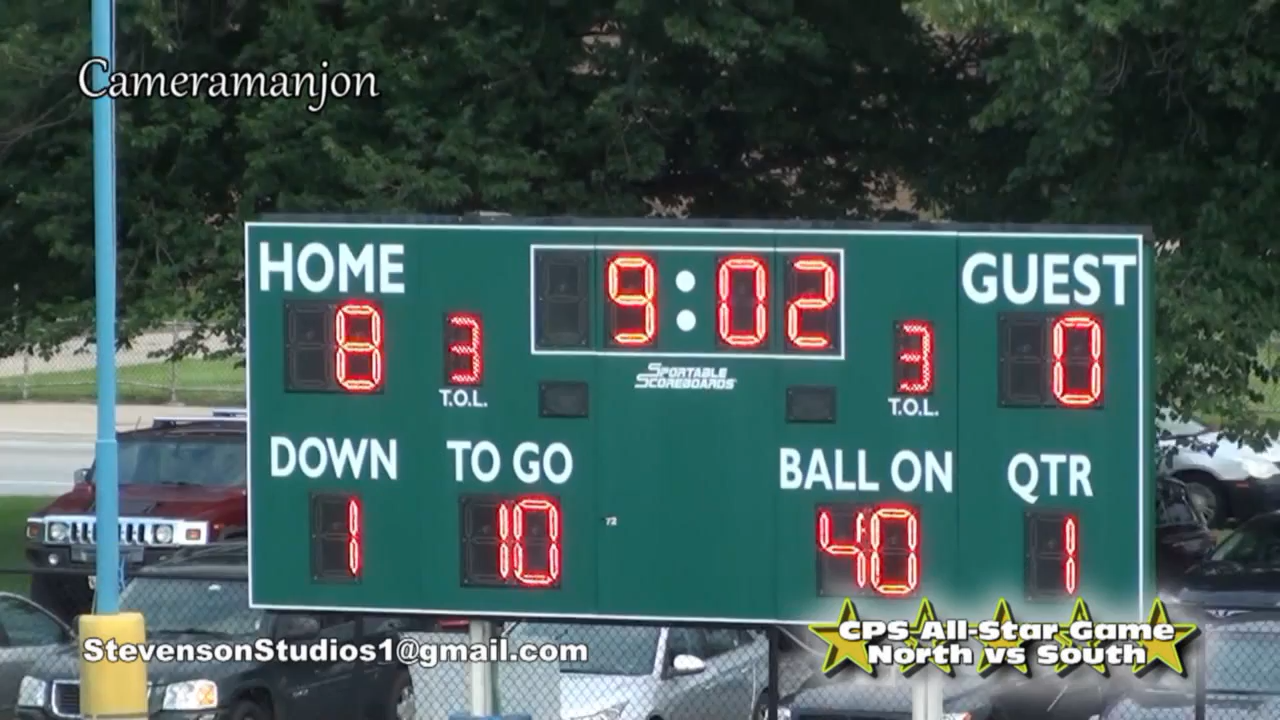 Cameramanjon
HOME 9:02 GUEST
8 3 3 0
T.O.L. SPORTABLE SCOREBOARDS T.O.L.
DOWN TO GO BALL ON QTR
1 10 72 40 1
StevensonStudios1@gmail.com
CPS All-Star Game
North vs South